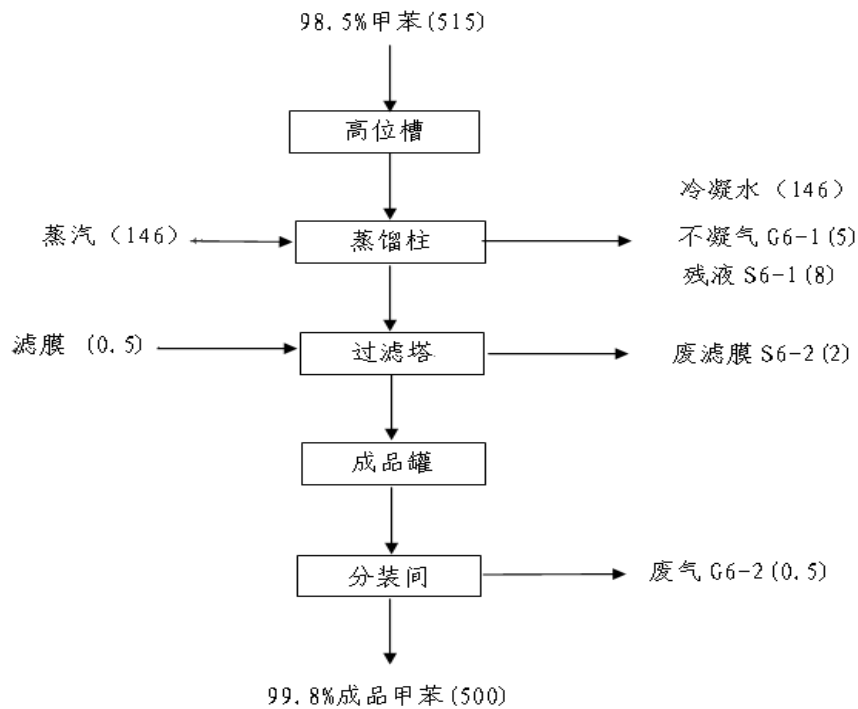 98.5%甲苯(515)
高位槽
冷凝水（146）
蒸汽（146）
蒸馏柱
不凝气 G6-1(5)
残液 S6-1(8)
滤膜 (0.5)
过滤塔
废滤膜 S6-2(2)
成品罐
分装间
废气 G6-2(0.5)
99.8%成品甲苯(500)